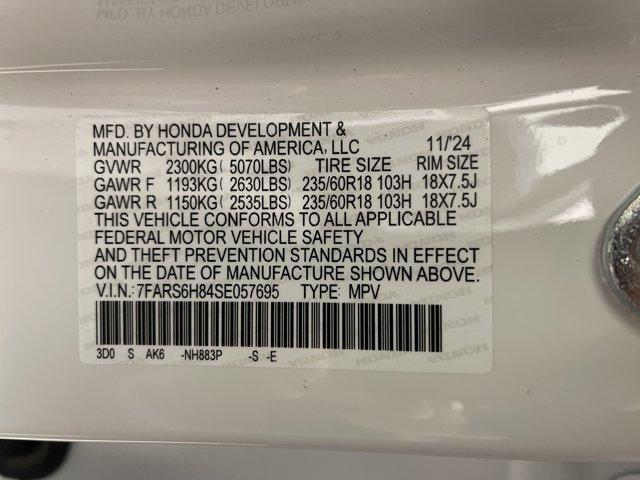 MFD. BY HONDA DEVELOPMENT &
MANUFACTURING OF AMERICA, LLC 11/24
GVWR 2300KG( 5070LBS) TIRE SIZE RIM SIZE
GAWR F 1193KG( 2630LBS) 235/60R18 103H 18X7.5J
GAWR R 1150KG( 2535LBS) 235/60R18 103H 18X7.5J
THIS VEHICLE CONFORMS TO ALL APPLICABLE
FEDERAL MOTOR VEHICLE SAFETY
AND THEFT PREVENTION STANDARDS IN EFFECT
ON THE DATE OF MANUFACTURE SHOWN ABOVE.
V.I.N.:7FARS6H84SE057695 TYPE: MPV
3D0 S AK6 -NH883P -S -E